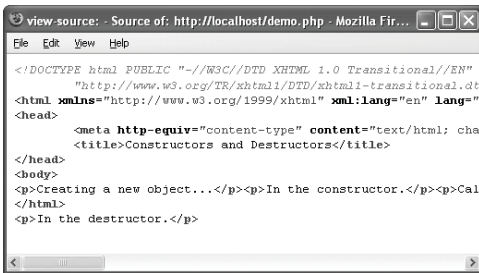 view-source: - Source of: http://localhost/demo.php - Mozilla Fir...
File Edit View Help
<!DOCTYPE html PUBLIC "-//W3C//DTD XHTML 1.0 Transitional//EN"
"http://www.w3.org/TR/xhtml1/DTD/xhtml1-transitional.dt
<html xmlns="http://www.w3.org/1999/xhtml" xml:lang="en" lang="
<head>
<meta http-equiv="content-type" content="text/html; cha
<title>Constructors and Destructors</title>
</head>
<body>
<p>Creating a new object...</p><p>In the constructor.</p><p>Cal
</html>
<p>In the destructor.</p>